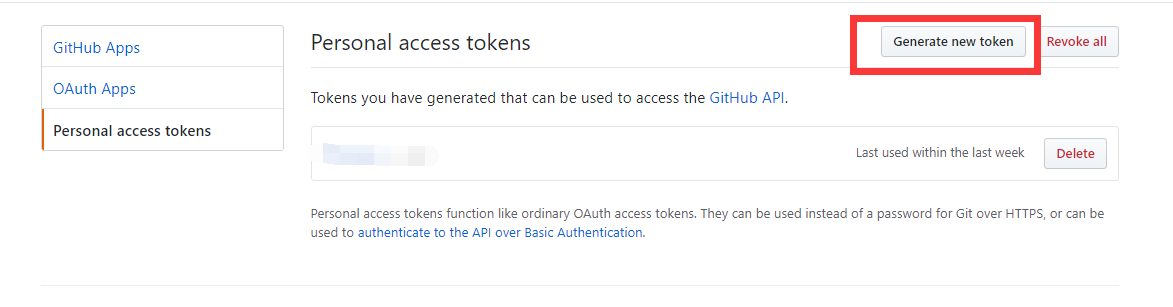 GitHub Apps
OAuth Apps
Personal access tokens
Personal access tokens
Generate new token
Revoke all
Tokens you have generated that can be used to access the GitHub API.
Last used within the last week
Delete
Personal access tokens function like ordinary OAuth access tokens. They can be used instead of a password for Git over HTTPS, or can be
used to authenticate to the API over Basic Authentication.